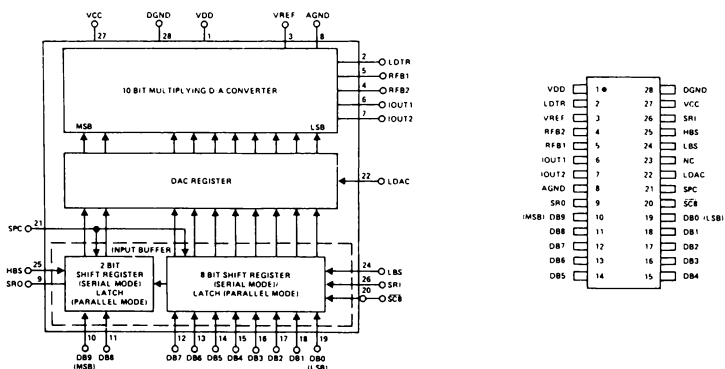 VCC DGND VDD VREF AGND
27 28 1 3 8
2 LDTR
5 RFB1
4 RFB2
6 IOUT1
7 IOUT2
10 BIT MULTIPLYING D-A CONVERTER
MSB LSB
DAC REGISTER
22 LDAC
SPC 21
INPUT BUFFER
HBS 25
SRO 9
2 BIT
SHIFT REGISTER
(SERIAL MODE)
LATCH
(PARALLEL MODE)
8 BIT SHIFT REGISTER
(SERIAL MODE)/
LATCH (PARALLEL MODE)
24 LBS
26 SRI
20 SC8
10 11 12 13 14 15 16 17 18 19
DB9 DB8 DB7 DB6 DB5 DB4 DB3 DB2 DB1 DB0
(MSB) (LSB)
VDD 1 28 DGND
LDTR 2 27 VCC
VREF 3 26 SRI
RFB2 4 25 HBS
RFB1 5 24 LBS
IOUT1 6 23 NC
IOUT2 7 22 LDAC
AGND 8 21 SPC
SR0 9 20 SC8
(MSB) DB9 10 19 DB0 (LSB)
DB8 11 18 DB1
DB7 12 17 DB2
DB6 13 16 DB3
DB5 14 15 DB4